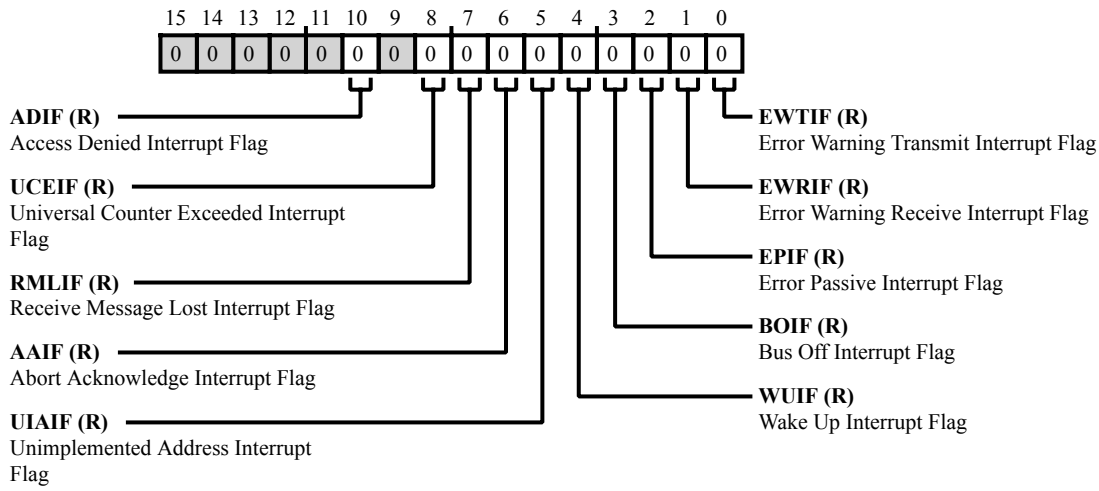 15 14 13 12 11 10 9 8 7 6 5 4 3 2 1 0
0 0 0 0 0 0 0 0 0 0 0 0 0 0 0 0
ADIF (R)
Access Denied Interrupt Flag
UCEIF (R)
Universal Counter Exceeded Interrupt
Flag
RMLIF (R)
Receive Message Lost Interrupt Flag
AAIF (R)
Abort Acknowledge Interrupt Flag
UIAIF (R)
Unimplemented Address Interrupt
Flag
EWTIF (R)
Error Warning Transmit Interrupt Flag
EWRIF (R)
Error Warning Receive Interrupt Flag
EPIF (R)
Error Passive Interrupt Flag
BOIF (R)
Bus Off Interrupt Flag
WUIF (R)
Wake Up Interrupt Flag